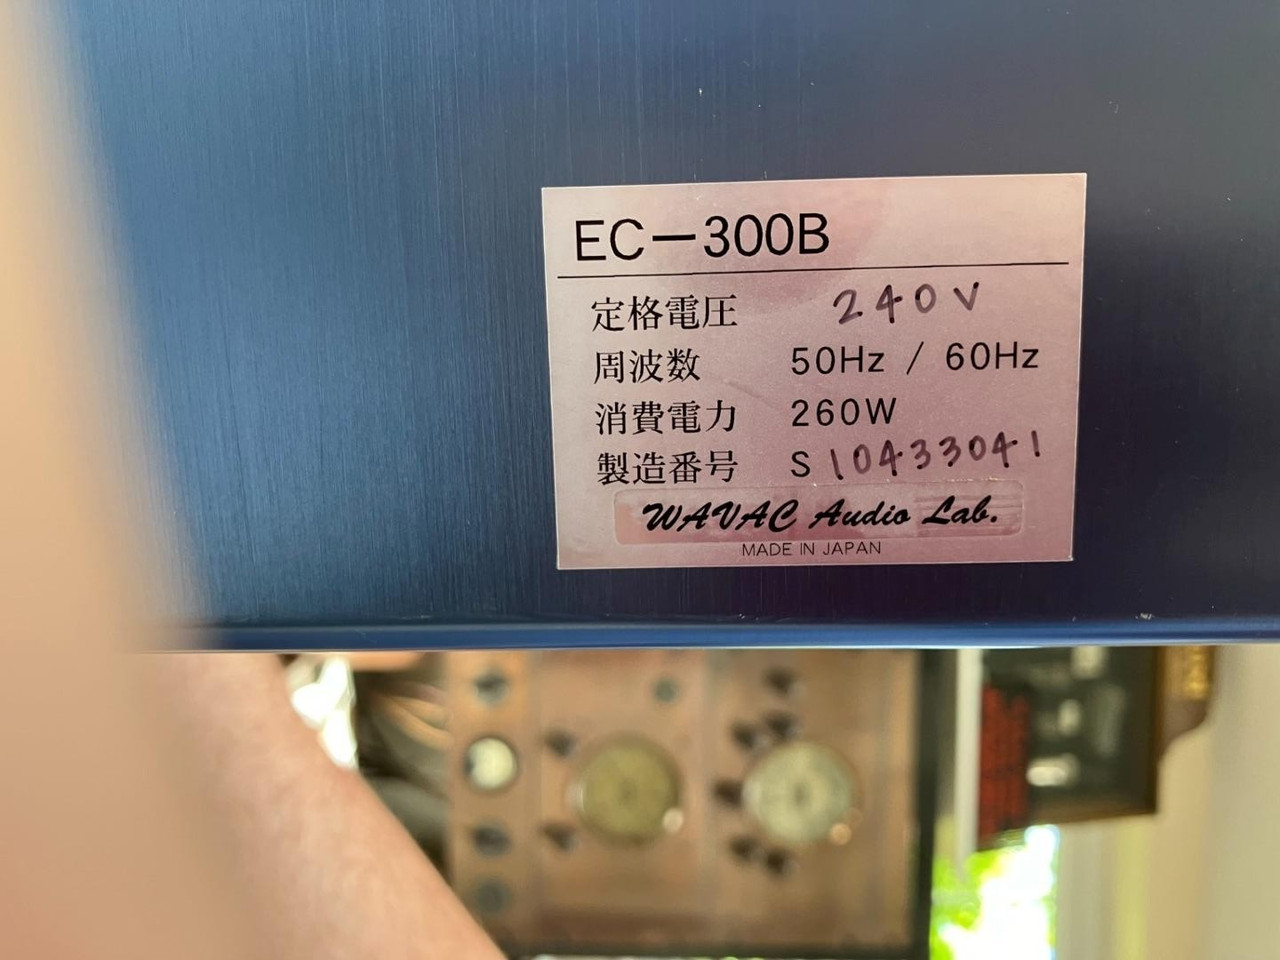 EC-300B
定格電圧 240V
周波数 50Hz / 60Hz
消費電力 260W
製造番号 S 10433041
WAVAC Audio Lab.
MADE IN JAPAN